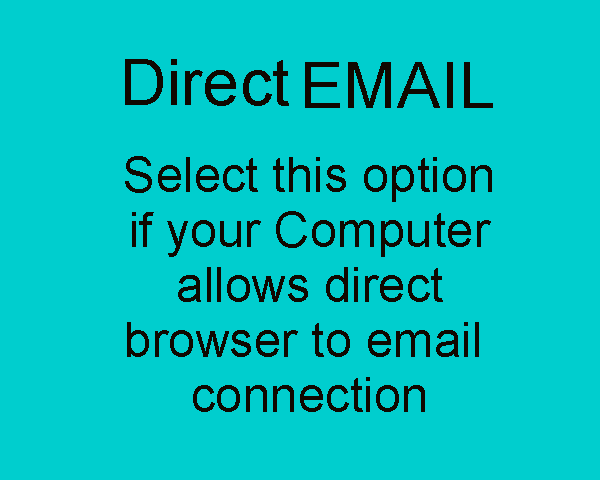 Direct EMAIL
Select this option
if your Computer
allows direct
browser to email
connection